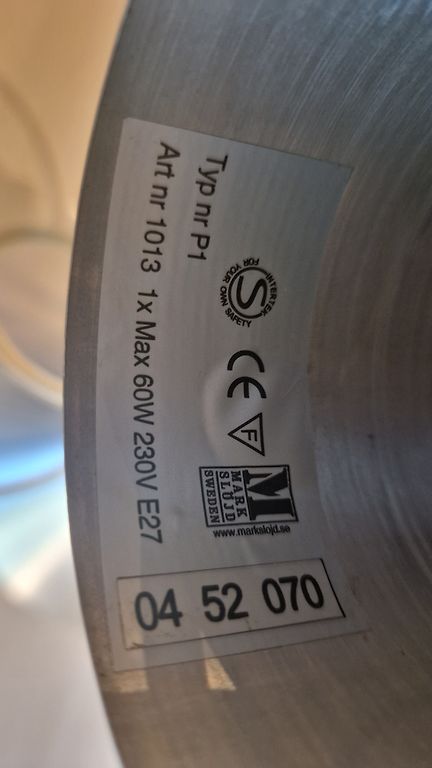 Typ nr P1
Art nr 1013 1x Max 60W 230V E27
INTERTEK
S
FOR YOUR OWN SAFETY
CE
F
M
MARK
SLÖJD
SWEDEN
www.markslojd.se
04 52 070